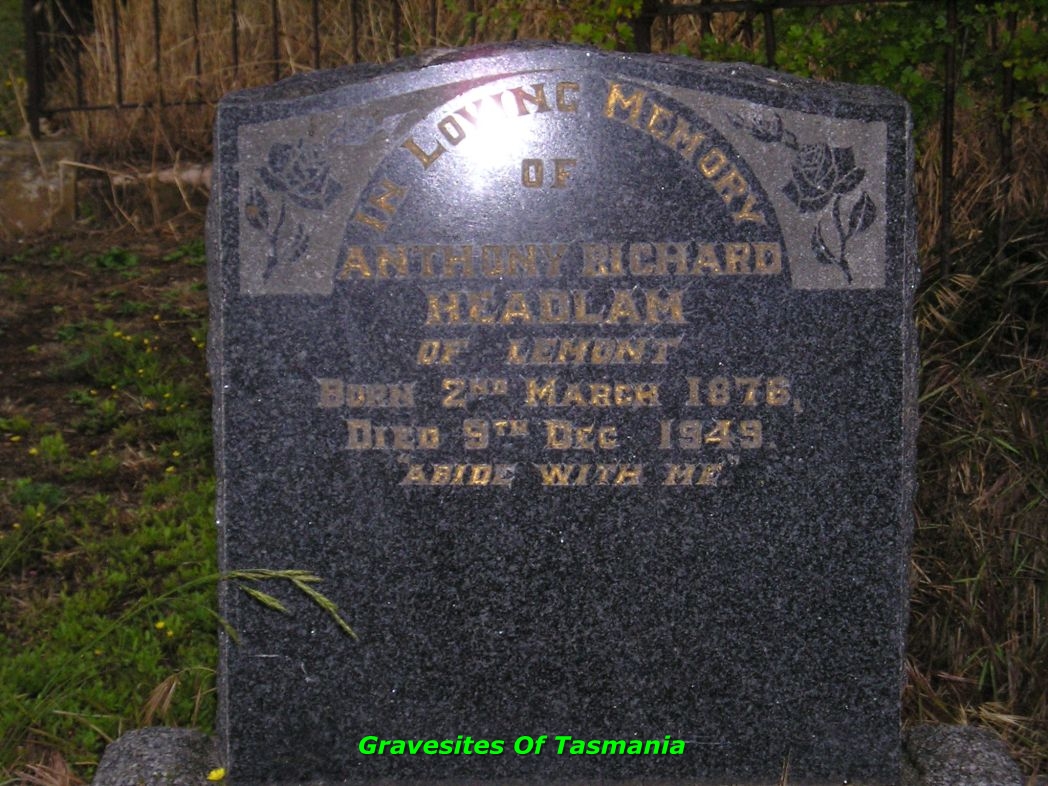 IN LOVING MEMORY
OF
ANTHONY RICHARD
HEADLAM
OF LEMONT
BORN 2ND MARCH 1876,
DIED 9TH DEC 1949.
"ABIDE WITH ME"
Gravesites Of Tasmania